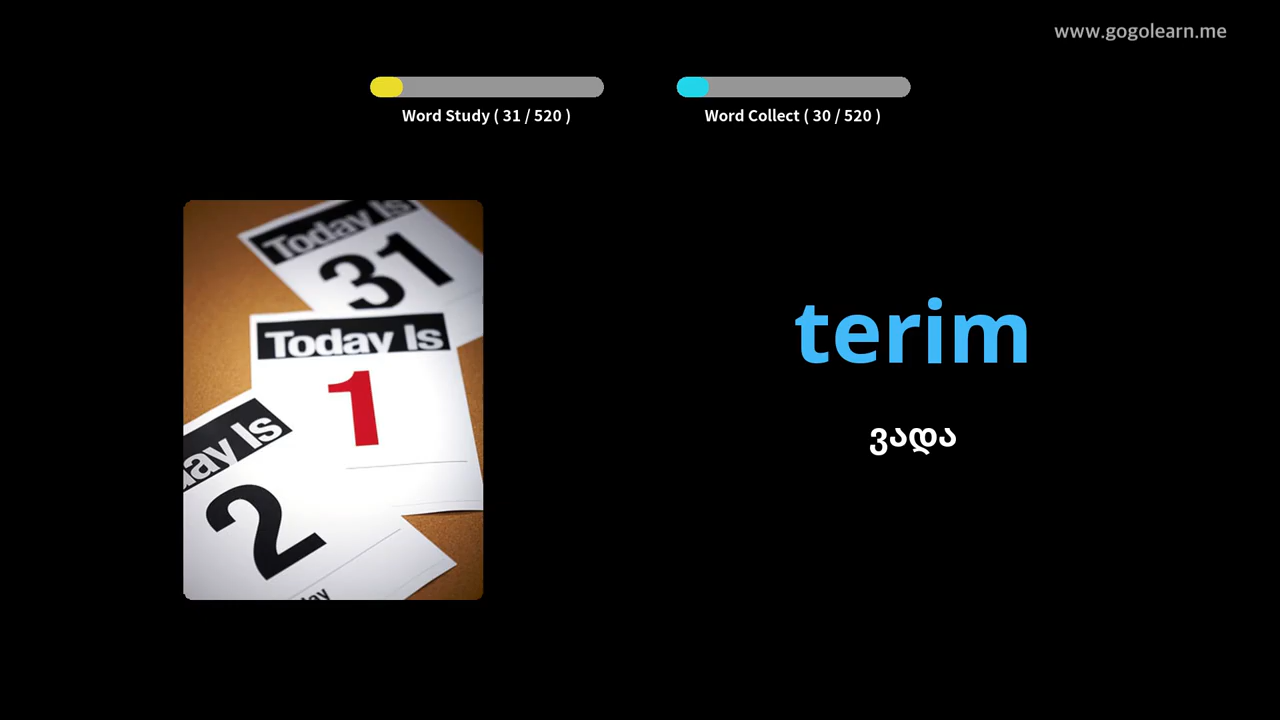 www.gogolearn.me
Word Study ( 31 / 520 )
Word Collect ( 30 / 520 )
Today Is
31
Today Is
1
ay Is
2
ay
terim
ვადა